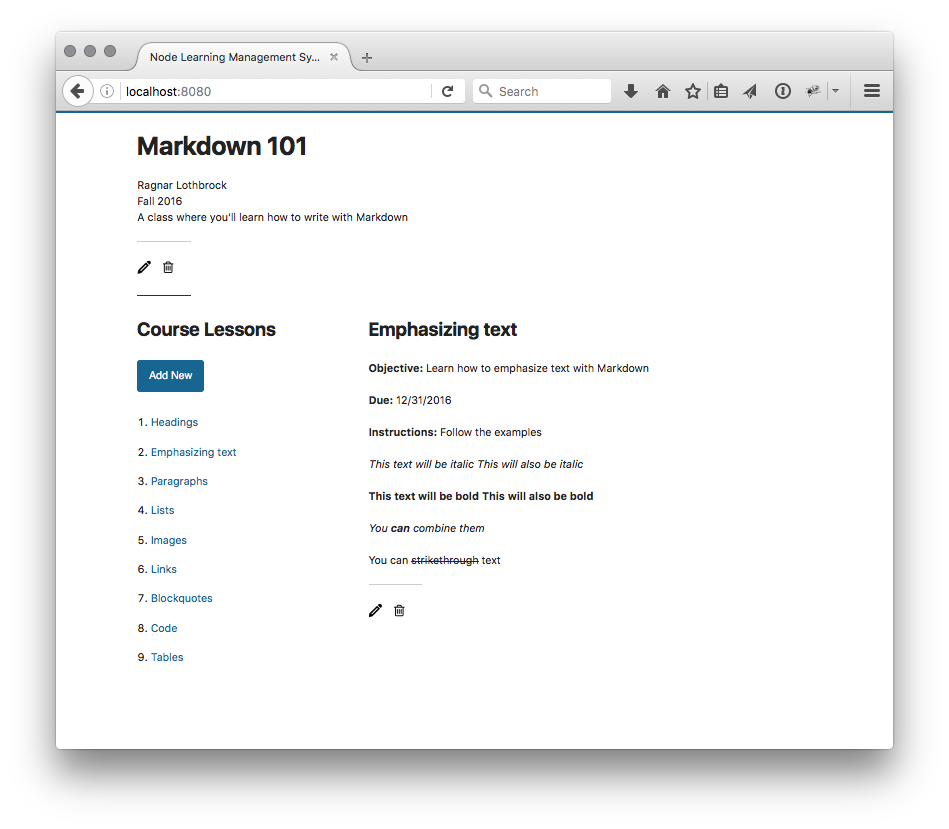 Node Learning Management Sy...
localhost:8080
Search
Markdown 101
Ragnar Lothbrock
Fall 2016
A class where you'll learn how to write with Markdown
Course Lessons
Add New
1. Headings
2. Emphasizing text
3. Paragraphs
4. Lists
5. Images
6. Links
7. Blockquotes
8. Code
9. Tables
Emphasizing text
Objective: Learn how to emphasize text with Markdown
Due: 12/31/2016
Instructions: Follow the examples
This text will be italic This will also be italic
This text will be bold This will also be bold
You can combine them
You can strikethrough text